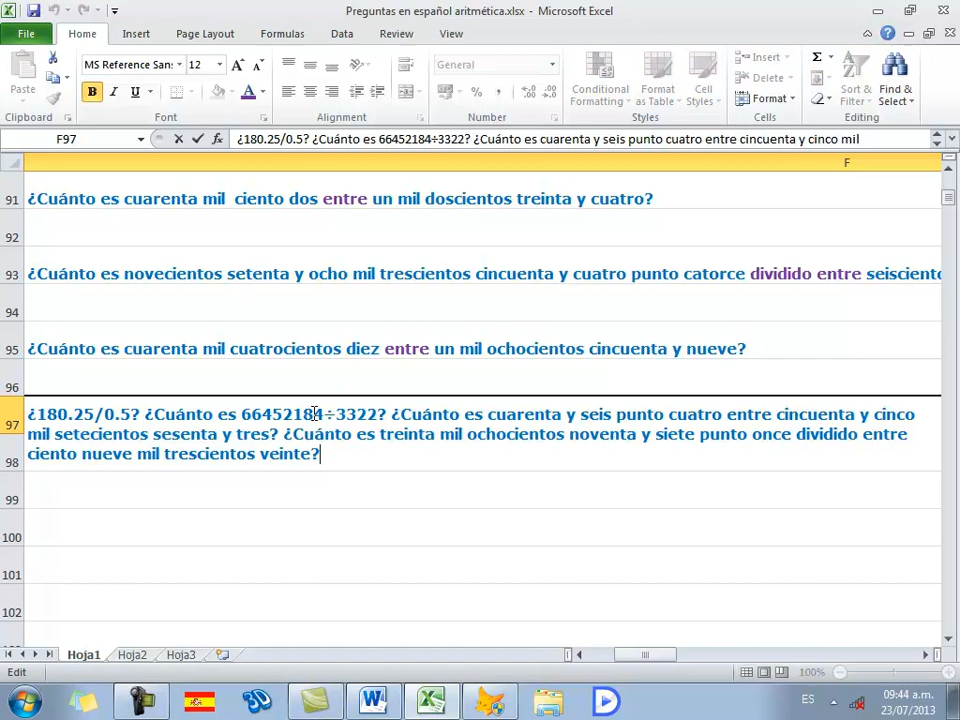 Preguntas en español aritmética.xlsx - Microsoft Excel
File Home Insert Page Layout Formulas Data Review View
Paste
Clipboard
MS Reference Sans 12
B I U A
Font
Alignment
General
$ % ,
Number
Conditional Formatting
Format as Table
Cell Styles
Styles
Insert
Delete
Format
Cells
Σ
Sort & Filter
Find & Select
Editing
F97 fx ¿180.25/0.5? ¿Cuánto es 66452184÷3322? ¿Cuánto es cuarenta y seis punto cuatro entre cincuenta y cinco mil
F
91 ¿Cuánto es cuarenta mil ciento dos entre un mil doscientos treinta y cuatro?
92
93 ¿Cuánto es novecientos setenta y ocho mil trescientos cincuenta y cuatro punto catorce dividido entre seisciento
94
95 ¿Cuánto es cuarenta mil cuatrocientos diez entre un mil ochocientos cincuenta y nueve?
96
97 ¿180.25/0.5? ¿Cuánto es 66452184÷3322? ¿Cuánto es cuarenta y seis punto cuatro entre cincuenta y cinco
mil setecientos sesenta y tres? ¿Cuánto es treinta mil ochocientos noventa y siete punto once dividido entre
98 ciento nueve mil trescientos veinte?
99
100
101
102
Hoja1 Hoja2 Hoja3
Edit 100%
ES 09:44 a.m.
23/07/2013